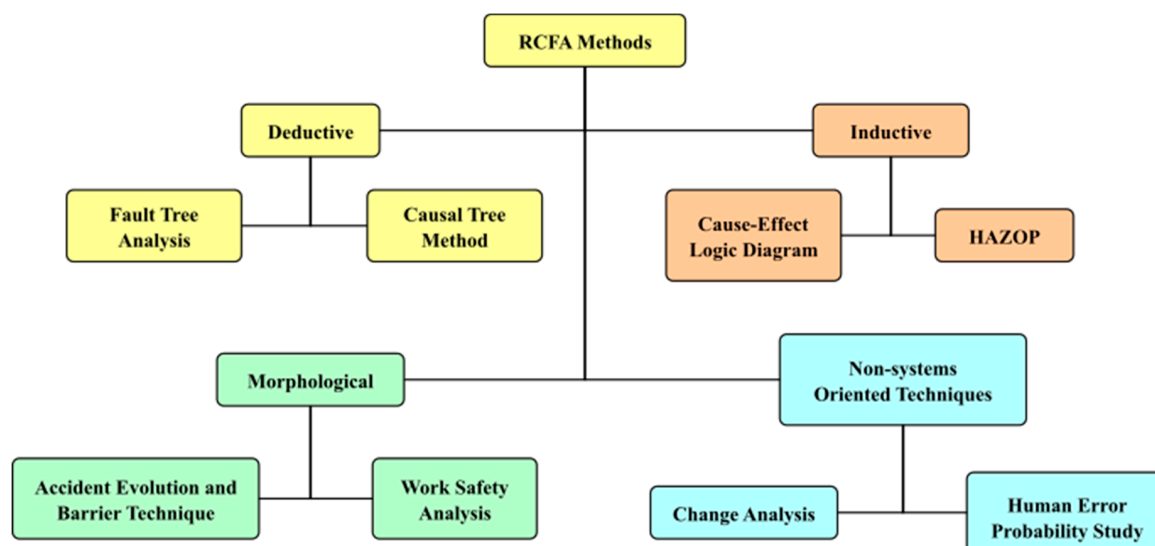 RCFA Methods
Deductive
Inductive
Fault Tree
Analysis
Causal Tree
Method
Cause-Effect
Logic Diagram
HAZOP
Morphological
Non-systems
Oriented Techniques
Accident Evolution and
Barrier Technique
Work Safety
Analysis
Change Analysis
Human Error
Probability Study